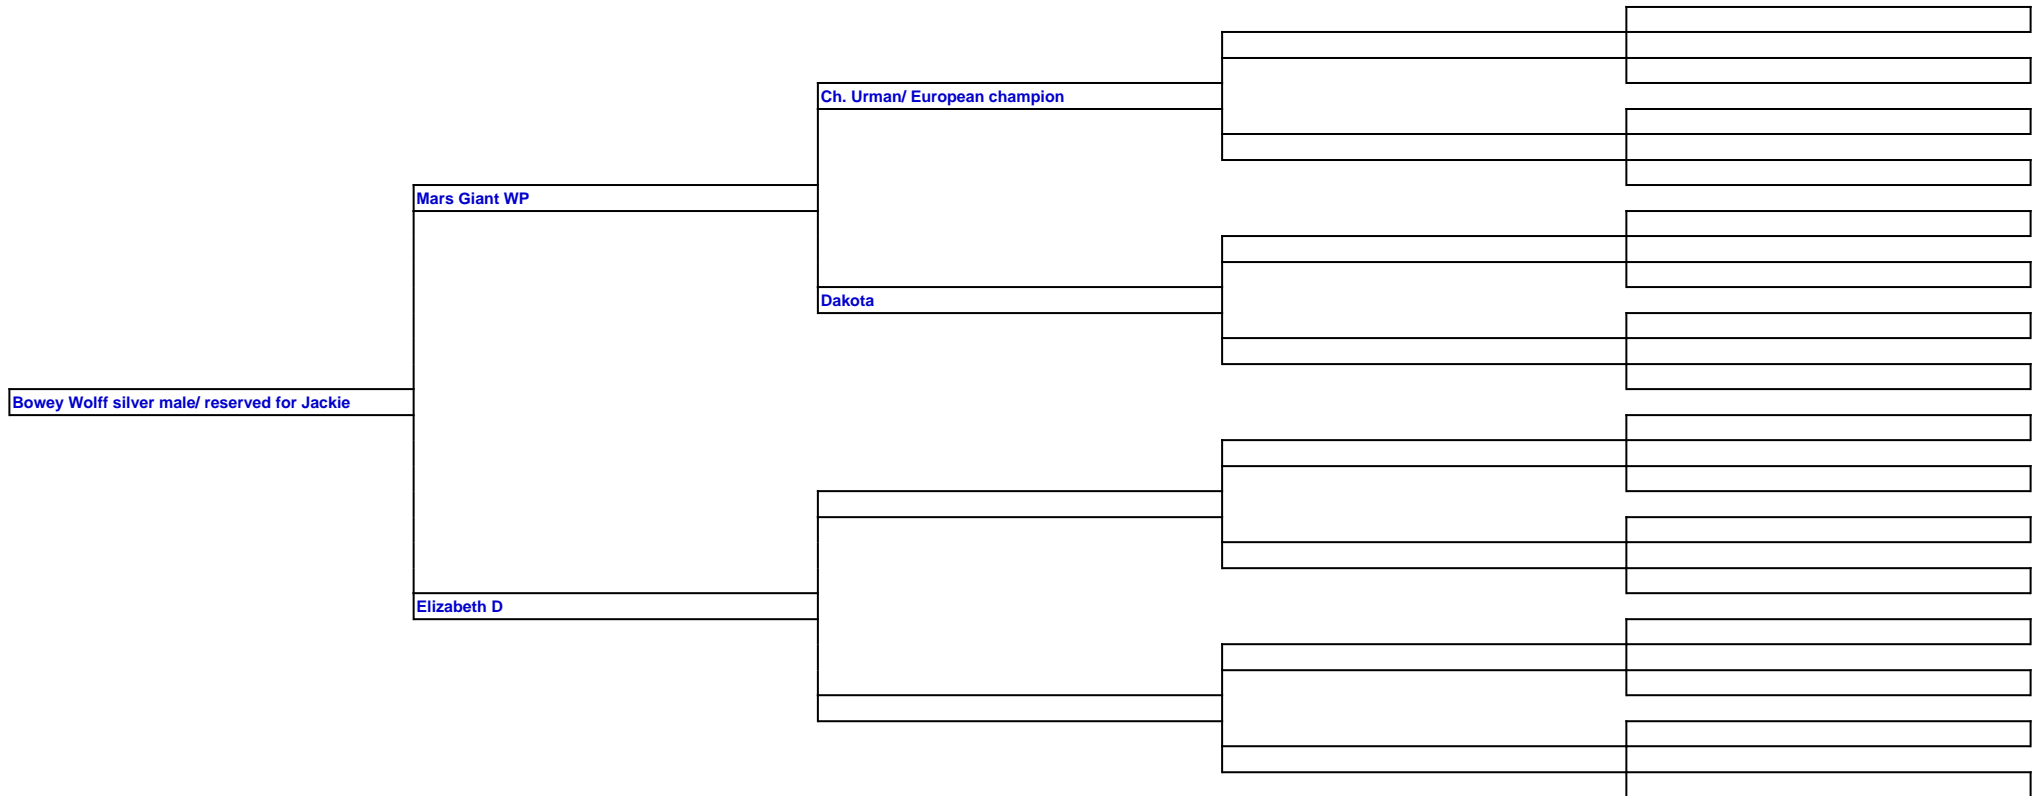 Ch. Urman/ European champion
Mars Giant WP
Dakota
Bowey Wolff silver male/ reserved for Jackie
Elizabeth D